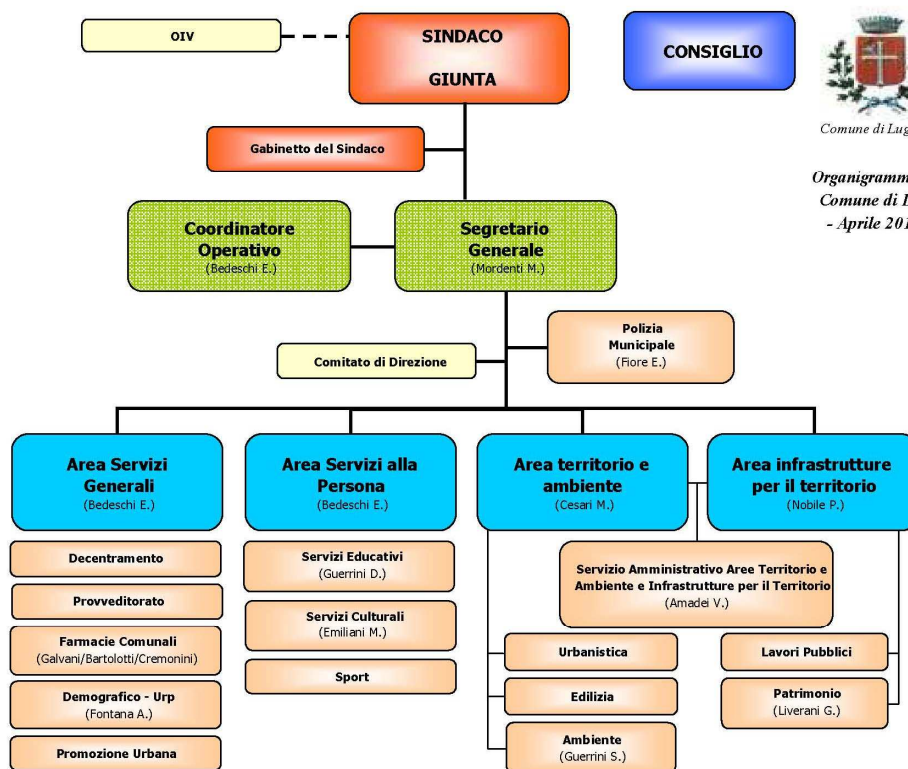 OIV
SINDACO
GIUNTA
CONSIGLIO
Comune di Lug
Gabinetto del Sindaco
Organigramm
Comune di L
- Aprile 201
Coordinatore
Operativo
(Bedeschi E.)
Segretario
Generale
(Mordenti M.)
Polizia
Municipale
(Fiore E.)
Comitato di Direzione
Area Servizi
Generali
(Bedeschi E.)
Area Servizi alla
Persona
(Bedeschi E.)
Area territorio e
ambiente
(Cesari M.)
Area infrastrutture
per il territorio
(Nobile P.)
Decentramento
Provveditorato
Farmacie Comunali
(Galvani/Bartolotti/Cremonini)
Demografico - Urp
(Fontana A.)
Promozione Urbana
Servizi Educativi
(Guerrini D.)
Servizi Culturali
(Emiliani M.)
Sport
Servizio Amministrativo Aree Territorio e
Ambiente e Infrastrutture per il Territorio
(Amadei V.)
Urbanistica
Edilizia
Ambiente
(Guerrini S.)
Lavori Pubblici
Patrimonio
(Liverani G.)